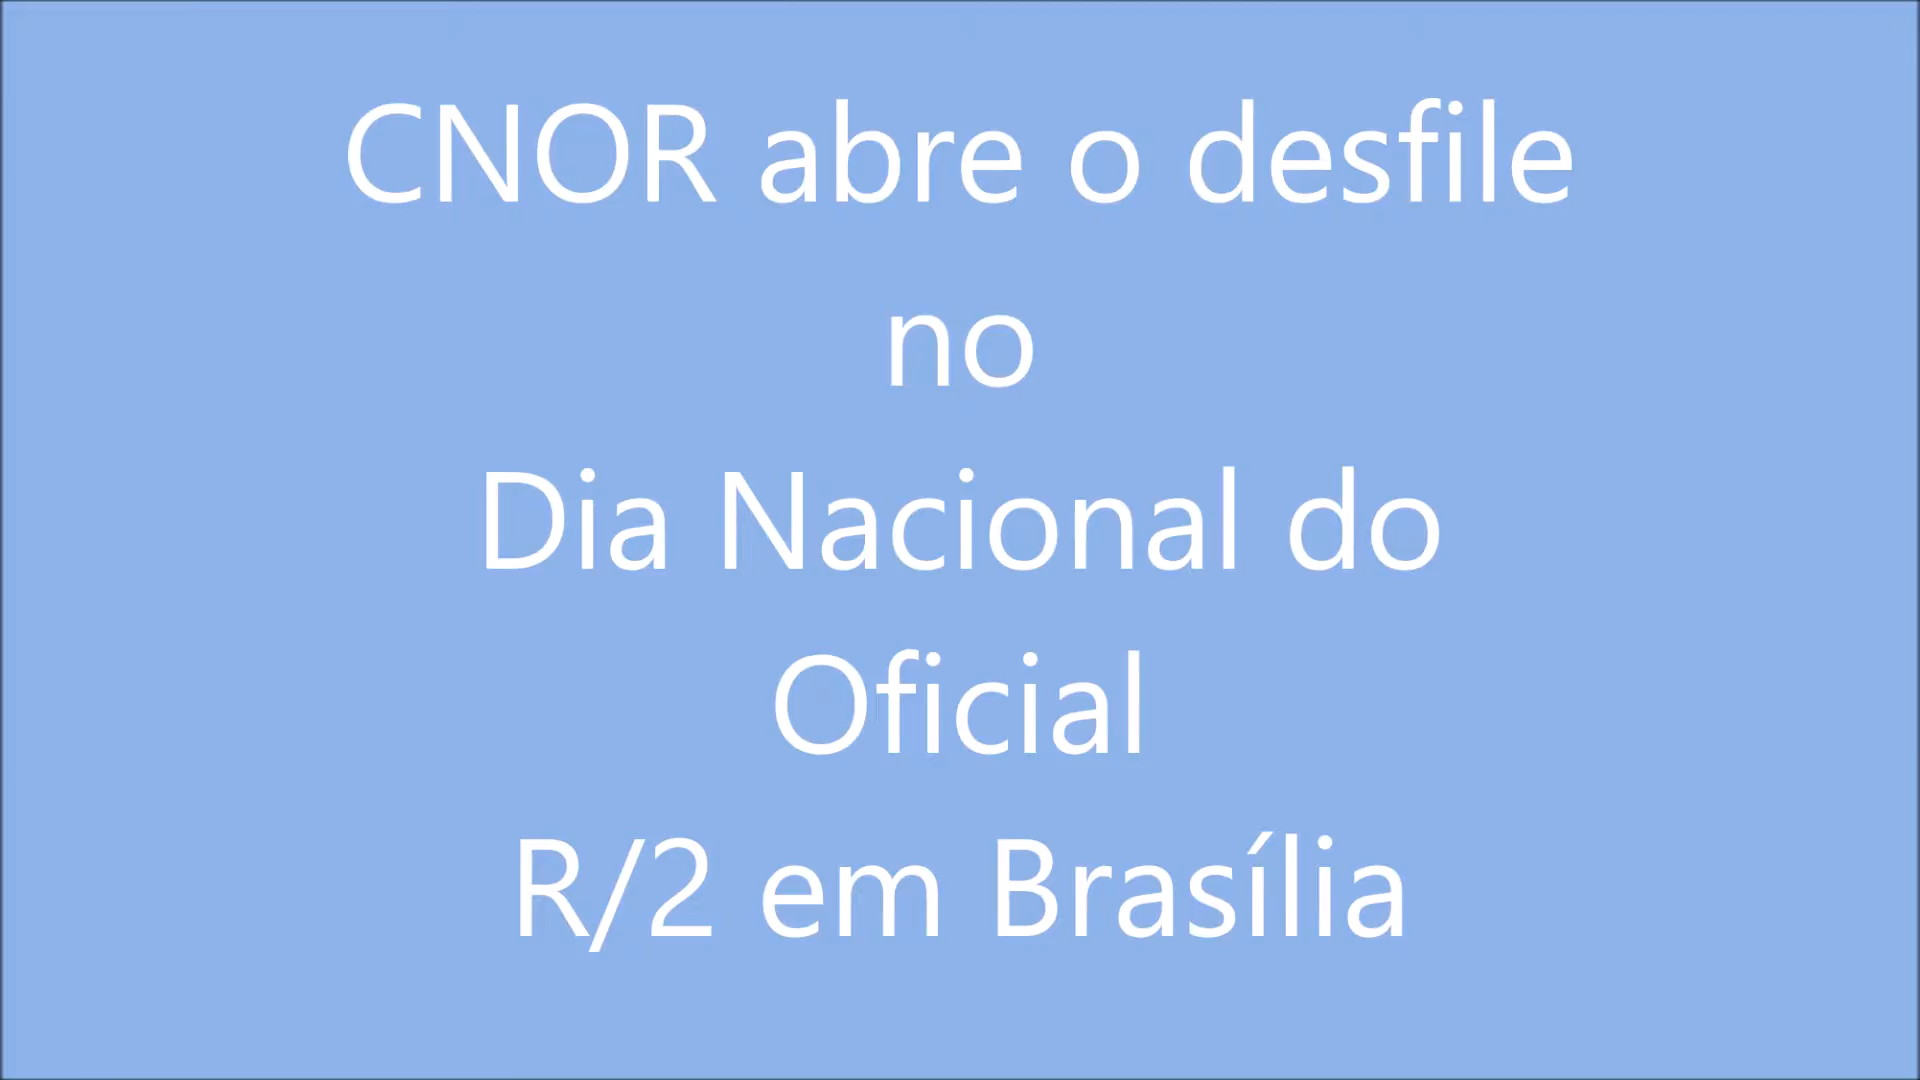 CNOR abre o desfile
no
Dia Nacional do
Oficial
R/2 em Brasília